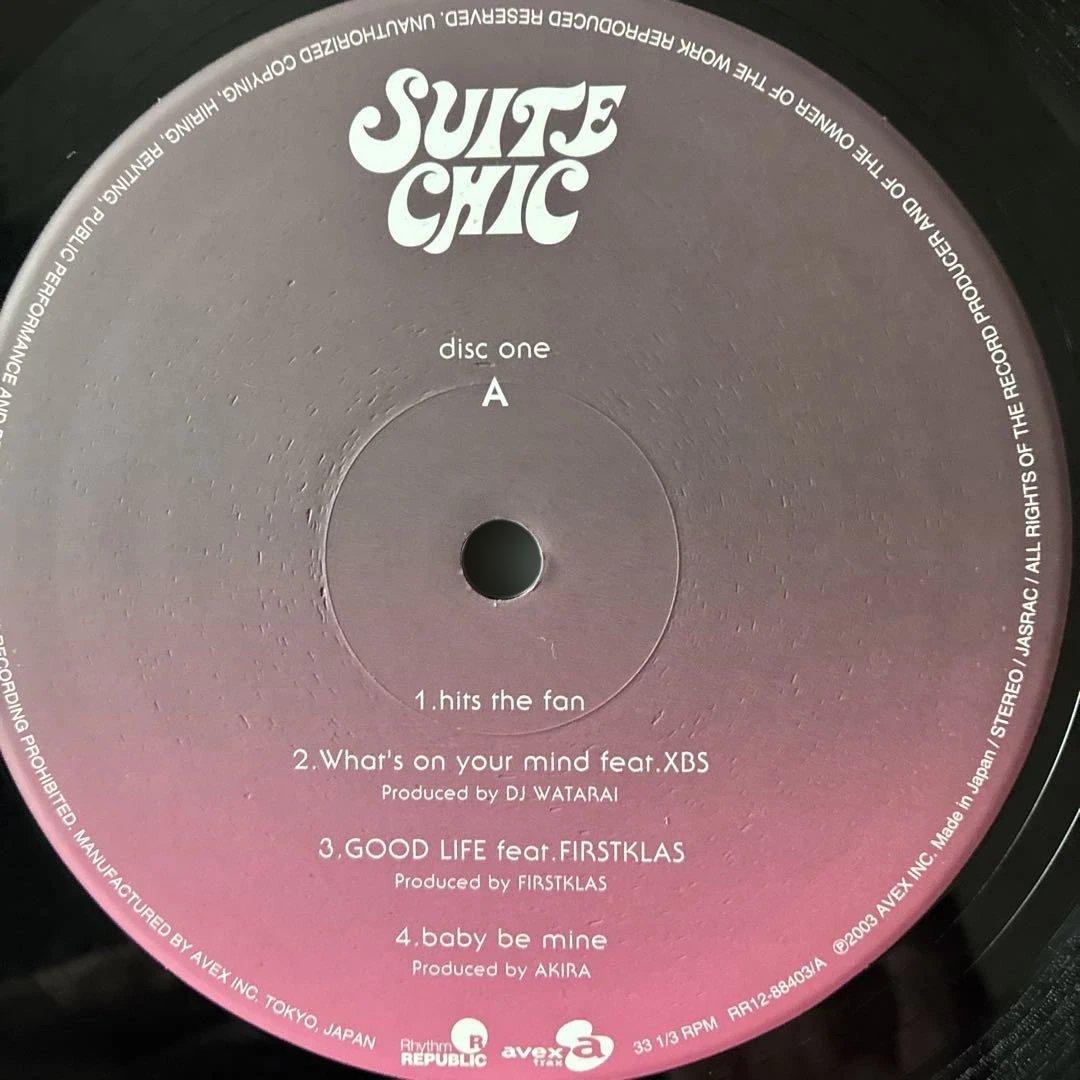 SUITE
CHIC
disc one
A
1.hits the fan
2.What's on your mind feat.XBS
Produced by DJ WATARAI
3.GOOD LIFE feat.FIRSTKLAS
Produced by FIRSTKLAS
4.baby be mine
Produced by AKIRA
Rhythm REPUBLIC
R
avex trax
a
33 1/3 RPM RR12-88403/A ℗2003 AVEX INC. Made in Japan / STEREO / JASRAC / ALL RIGHTS OF THE RECORD PRODUCER AND OF THE OWNER OF THE WORK REPRODUCED RESERVED. UNAUTHORIZED COPYING, HIRING, RENTING, PUBLIC PERFORMANCE AND
RECORDING PROHIBITED. MANUFACTURED BY AVEX INC. TOKYO, JAPAN